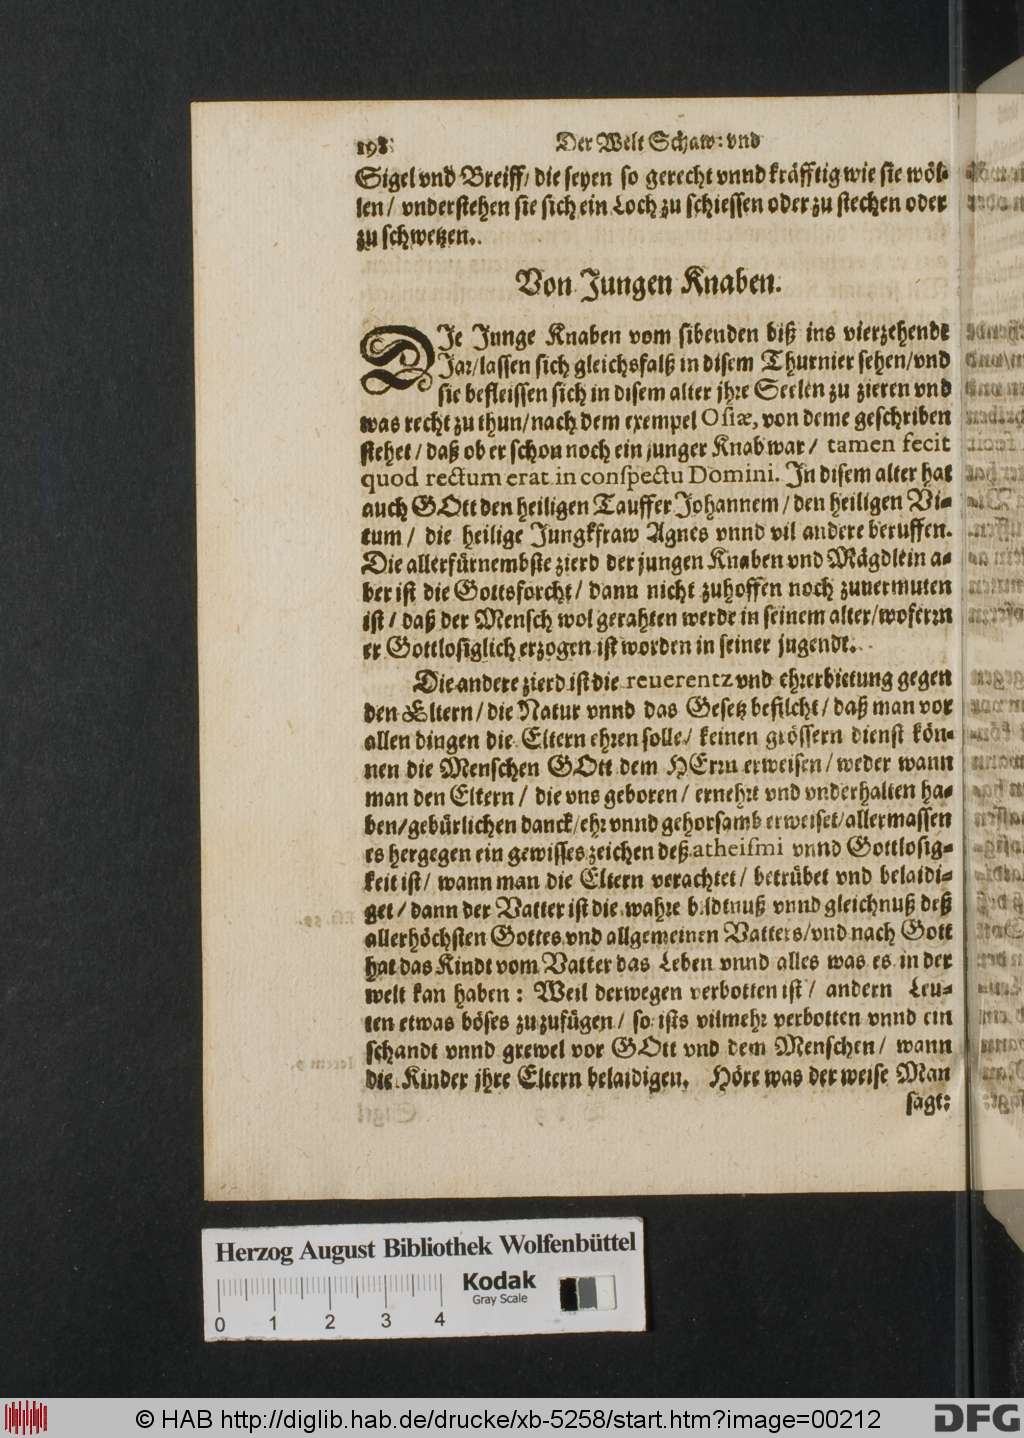 198 Der Welt Schaw: vnd
Sigel vnd Breiff/ die seyen so gerecht vnnd kräfftig wie sie wöl-
len/ vnderstehen sie sich ein Loch zu schiessen oder zu stechen oder
zu schwetzen.
Von Jungen Knaben.
DJe Junge Knaben vom sibenden biß ins vierzehende
Jar/lassen sich gleichsfalß in disem Thurnier sehen/vnd
sie befleissen sich in disem alter jhre Seelen zu zieren vnd
was recht zu thun/nach dem exempel Osiæ, von deme geschriben
stehet/ daß ob er schon noch ein junger Knab war/ tamen fecit
quod rectum erat in conspectu Domini. Jn disem alter hat
auch GOtt den heiligen Tauffer Johannem/ den heiligen Vi-
tum/ die heilige Jungkfraw Agnes vnnd vil andere beruffen.
Die allerfürnembste zierd der jungen Knaben vnd Mägdlein a-
ber ist die Gottsforcht/ dann nicht zuhoffen noch zuuermuten
ist/ daß der Mensch wol gerahten werde in seinem alter/wofern
er Gottlosiglich erzogen ist worden in seiner jugendt.
Die andere zierd ist die reuerentz vnd ehrerbietung gegen
den Eltern/ die Natur vnnd das Gesetz befilcht/ daß man vor
allen dingen die Eltern ehren solle/ keinen grössern dienst kön-
nen die Menschen GOtt dem HErrn erweisen/ weder wann
man den Eltern/ die vns geboren/ ernehrt vnd vnderhalten ha-
ben/gebürlichen danck/ehr vnnd gehorsamb erweiset/allermassen
es hergegen ein gewisses zeichen deß atheismi vnnd Gottlosig-
keit ist/ wann man die Eltern verachtet/ betrübet vnd belaidi-
get/ dann der Vatter ist die wahre bildtnuß vnnd gleichnuß deß
allerhöchsten Gottes vnd allgemeinen Vatters/vnd nach Gott
hat das Kindt vom Vatter das Leben vnnd alles was es in der
welt kan haben: Weil derwegen verbotten ist/ andern Leu-
ten etwas böses zuzufügen/ so ists vilmehr verbotten vnnd ein
schandt vnnd grewel vor GOtt vnd dem Menschen/ wann
die Kinder jhre Eltern belaidigen. Höre was der weise Man
sagt:
Herzog August Bibliothek Wolfenbüttel
Kodak
Gray Scale
0 1 2 3 4
© HAB http://diglib.hab.de/drucke/xb-5258/start.htm?image=00212
DFG